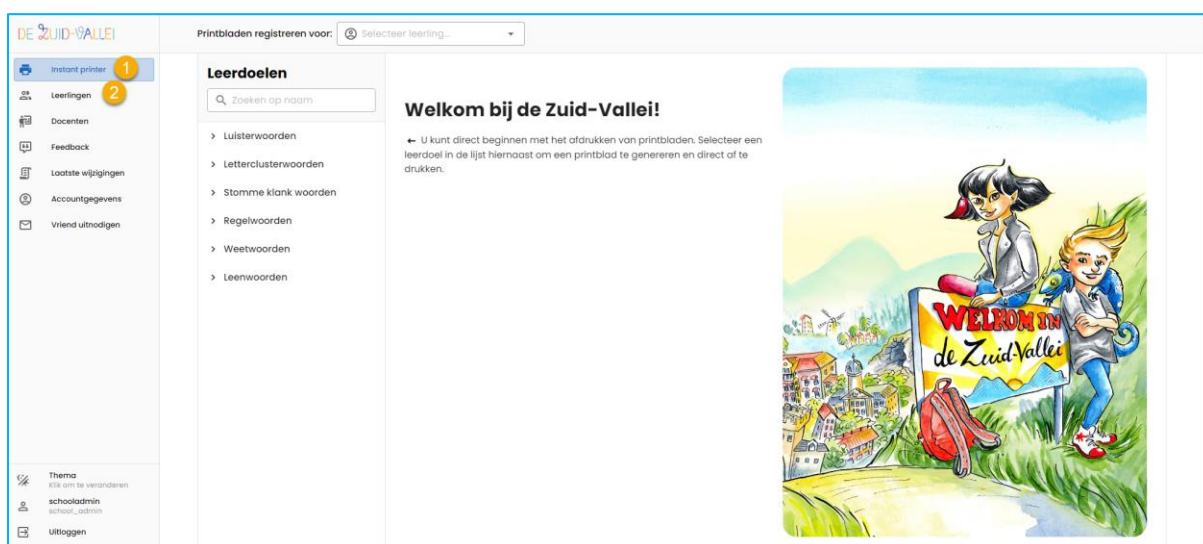 DE ZUID-VALLEI
Printbladen registreren voor:
Selecteer leerling...
Instant printer
1
Leerlingen
2
Docenten
Feedback
Laatste wijzigingen
Accountgegevens
Vriend uitnodigen
Thema
Klik om te veranderen
schooladmin
school_admin
Uitloggen
Leerdoelen
Zoeken op naam
Luisterwoorden
Letterclusterwoorden
Stomme klank woorden
Regelwoorden
Weetwoorden
Leenwoorden
Welkom bij de Zuid-Vallei!
← U kunt direct beginnen met het afdrukken van printbladen. Selecteer een
leerdoel in de lijst hiernaast om een printblad te genereren en direct af te
drukken.
WELKOM IN
de Zuid-Vallei